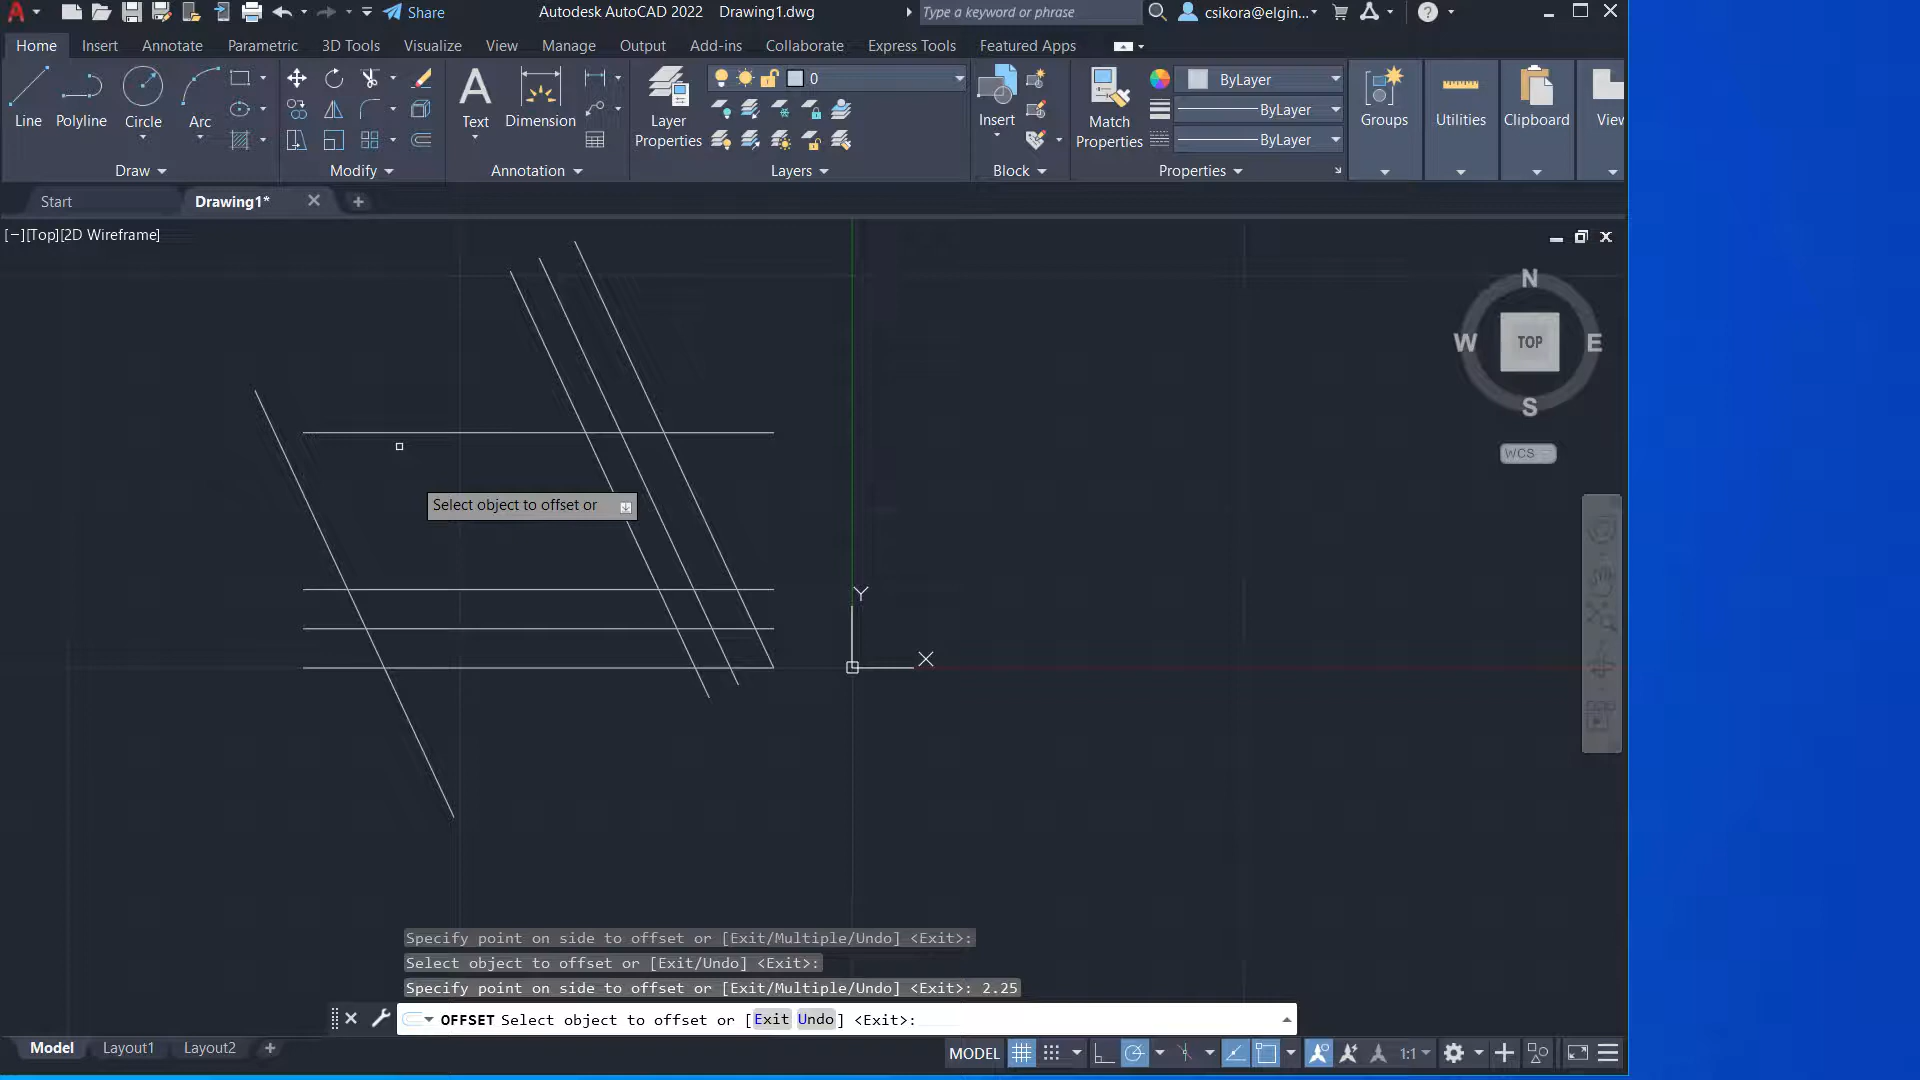 Share
Autodesk AutoCAD 2022 Drawing1.dwg
Type a keyword or phrase
csikora@elgin...
Home Insert Annotate Parametric 3D Tools Visualize View Manage Output Add-ins Collaborate Express Tools Featured Apps
Line Polyline Circle Arc
Text Dimension
Layer Properties
0
Insert
Match Properties
ByLayer
ByLayer
ByLayer
Groups Utilities Clipboard View
Draw Modify Annotation Layers Block Properties
Start Drawing1*
[−][Top][2D Wireframe]
N
W TOP E
S
WCS
Select object to offset or
Y
X
Specify point on side to offset or [Exit/Multiple/Undo] <Exit>:
Select object to offset or [Exit/Undo] <Exit>:
Specify point on side to offset or [Exit/Multiple/Undo] <Exit>: 2.25
OFFSET Select object to offset or [Exit Undo] <Exit>:
Model Layout1 Layout2
MODEL 1:1